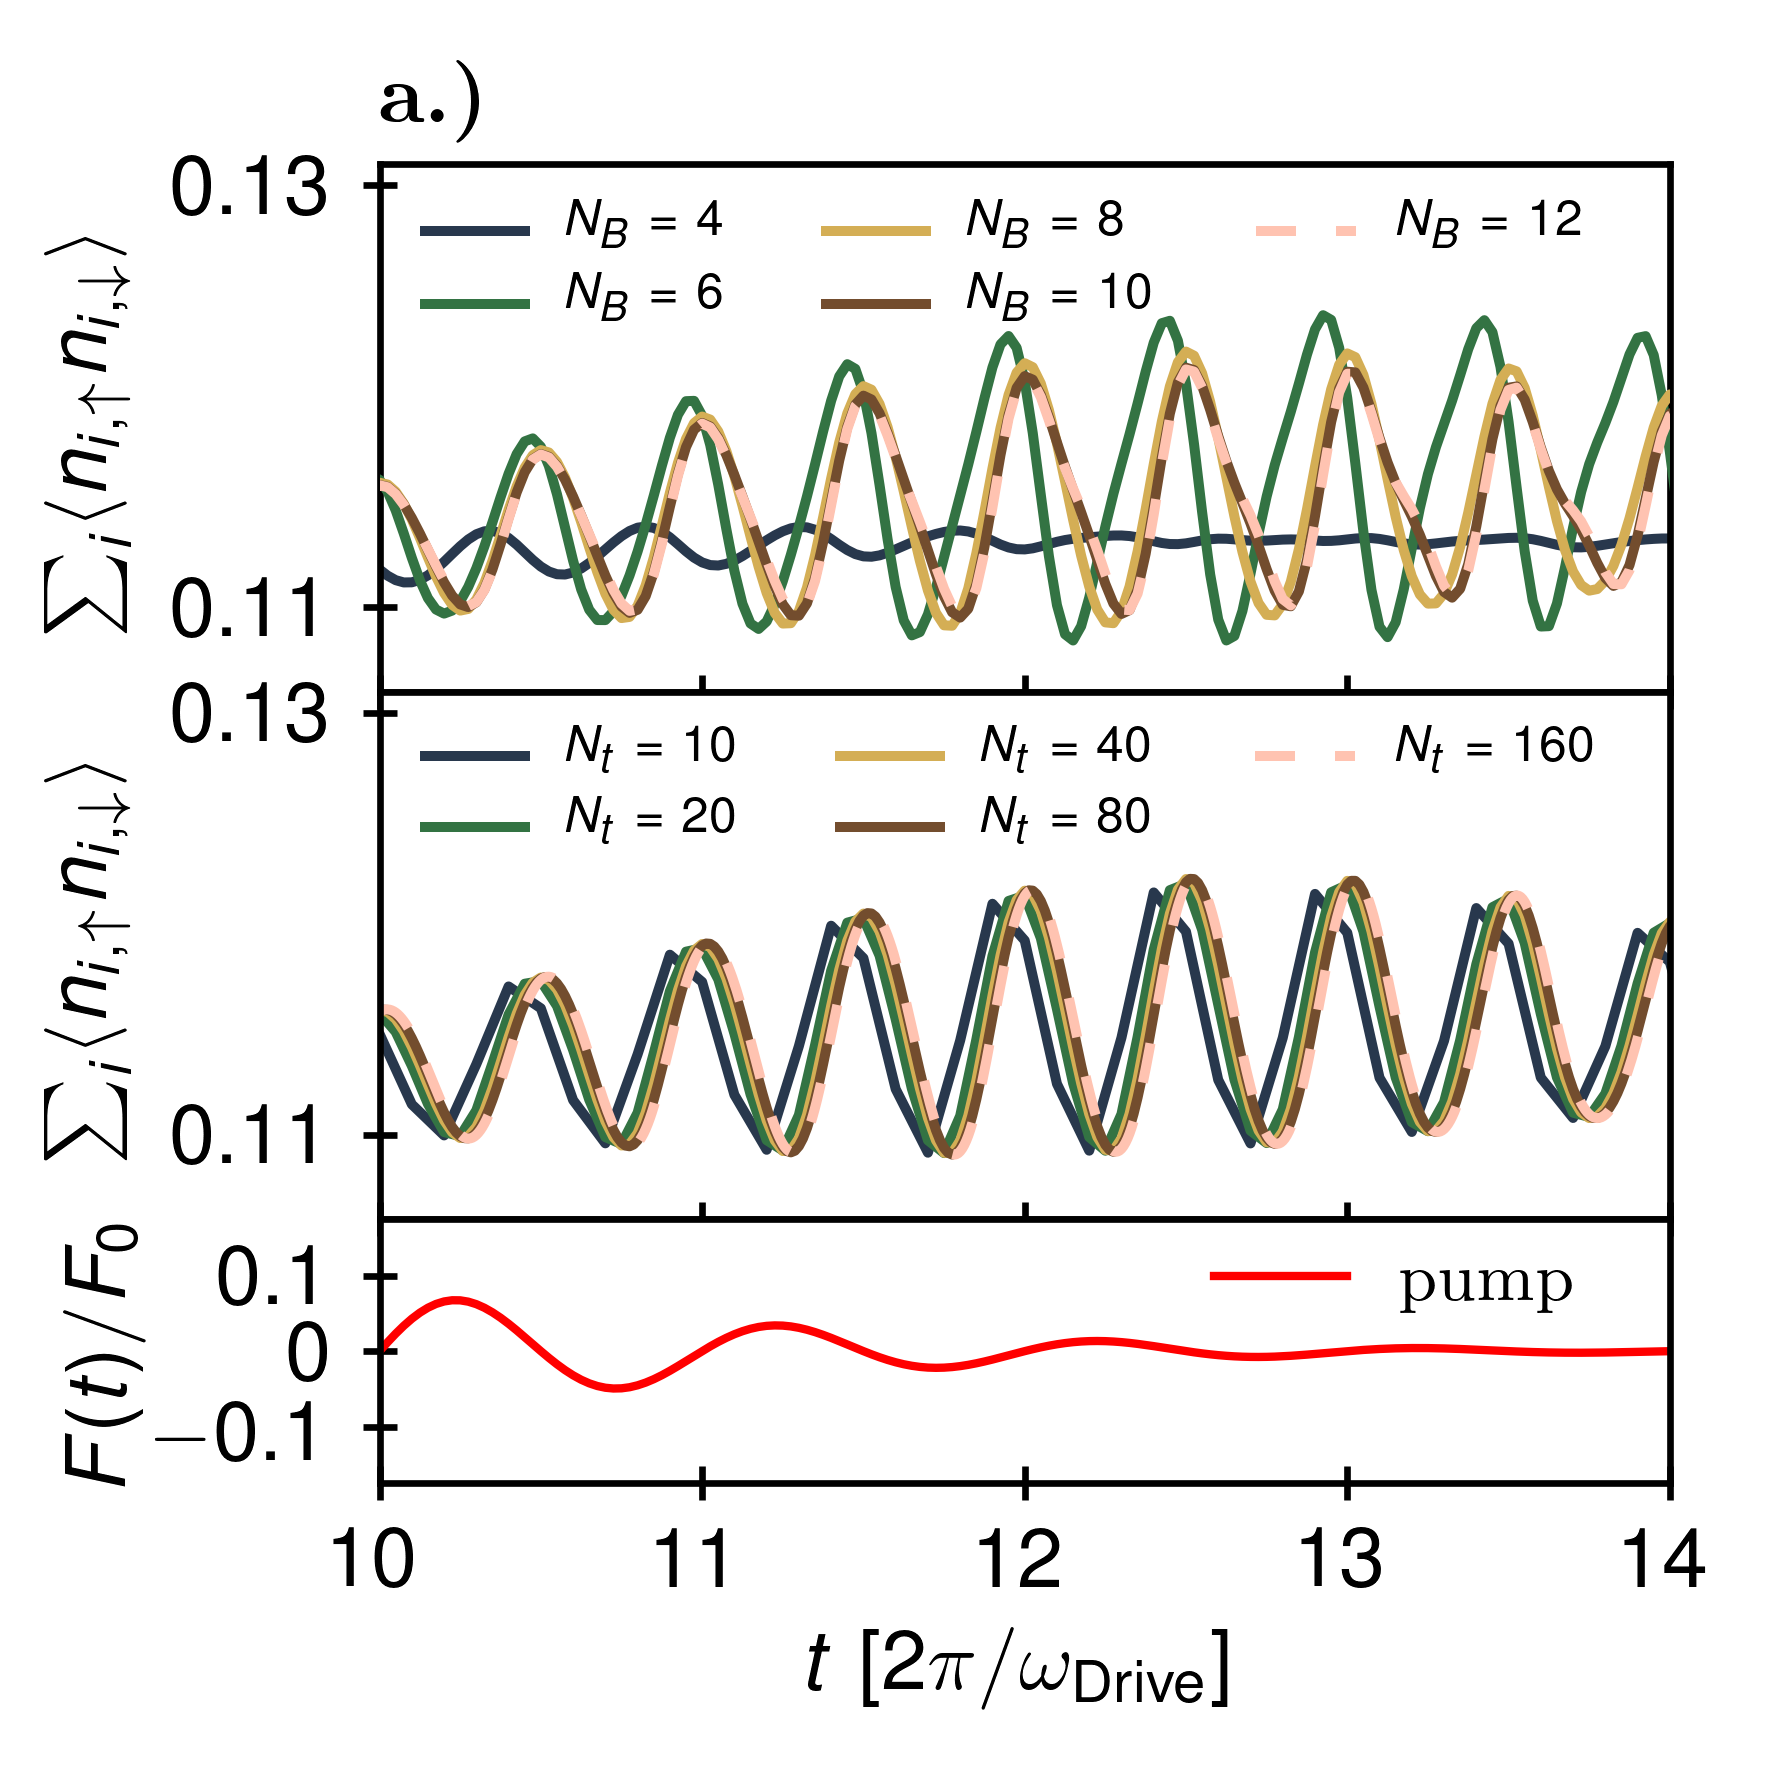 a.)
0.13
N_B = 4 N_B = 8 N_B = 12
N_B = 6 N_B = 10
∑_i⟨n_{i,↑}n_{i,↓}⟩
0.11
0.13
N_t = 10 N_t = 40 N_t = 160
N_t = 20 N_t = 80
∑_i⟨n_{i,↑}n_{i,↓}⟩
0.11
0.1
pump
0
F(t)/F_0
−0.1
10 11 12 13 14
t [2π/ω_Drive]